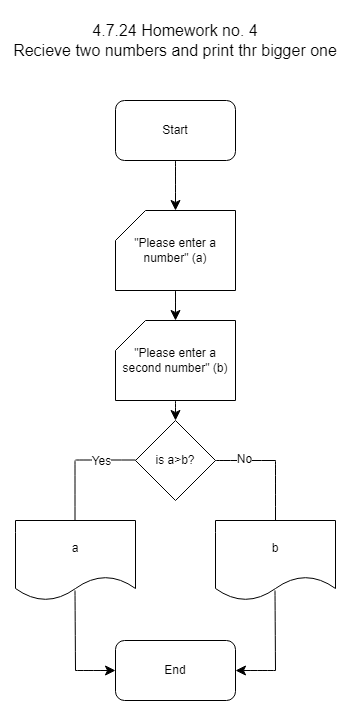 4.7.24 Homework no. 4
Recieve two numbers and print thr bigger one
Start
"Please enter a
number" (a)
"Please enter a
second number" (b)
is a>b?
Yes
No
a
b
End